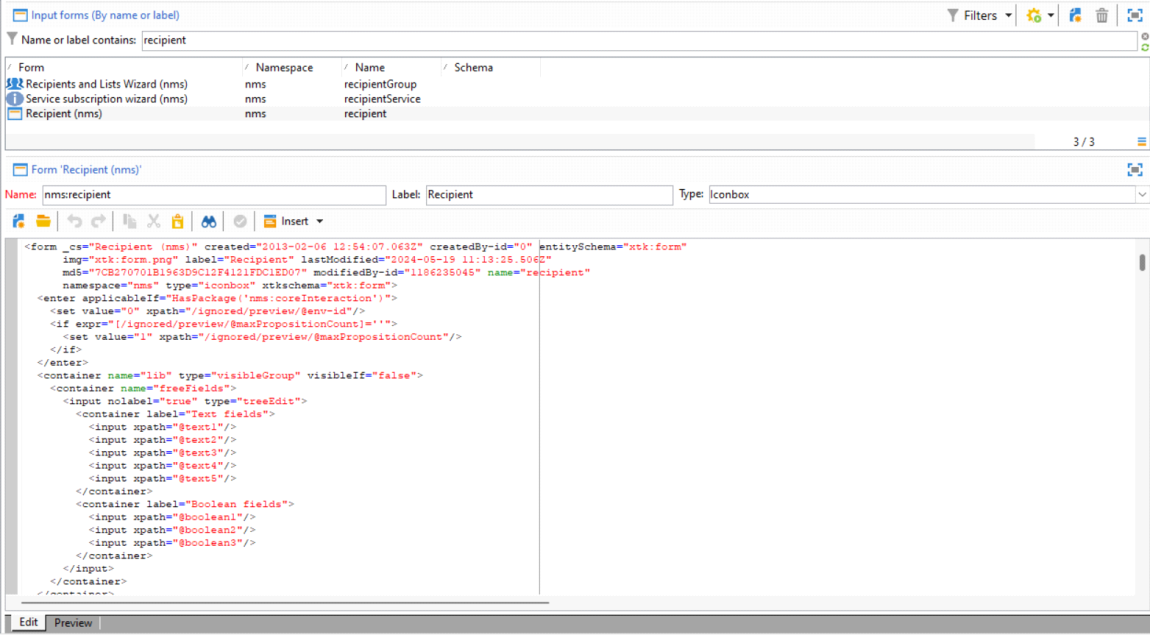 Input forms (By name or label)
Filters
Name or label contains: recipient
Form Namespace Name Schema
Recipients and Lists Wizard (nms) nms recipientGroup
Service subscription wizard (nms) nms recipientService
Recipient (nms) nms recipient
3 / 3
Form 'Recipient (nms)'
Name: nms:recipient Label: Recipient Type: Iconbox
Insert
<form _cs="Recipient (nms)" created="2013-02-06 12:54:07.063Z" createdBy-id="0" entitySchema="xtk:form"
img="xtk:form.png" label="Recipient" lastModified="2024-05-19 11:13:25.506Z"
md5="7CB270701B1963D9C12F4121FDC1ED07" modifiedBy-id="1186235045" name="recipient"
namespace="nms" type="iconbox" xtkschema="xtk:form">
<enter applicableIf="HasPackage('nms:coreInteraction')">
<set value="0" xpath="/ignored/preview/@env-id"/>
<if expr="[/ignored/preview/@maxPropositionCount]=''">
<set value="1" xpath="/ignored/preview/@maxPropositionCount"/>
</if>
</enter>
<container name="lib" type="visibleGroup" visibleIf="false">
<container name="freeFields">
<input nolabel="true" type="treeEdit">
<container label="Text fields">
<input xpath="@text1"/>
<input xpath="@text2"/>
<input xpath="@text3"/>
<input xpath="@text4"/>
<input xpath="@text5"/>
</container>
<container label="Boolean fields">
<input xpath="@boolean1"/>
<input xpath="@boolean2"/>
<input xpath="@boolean3"/>
</container>
</input>
</container>
</container>
Edit Preview